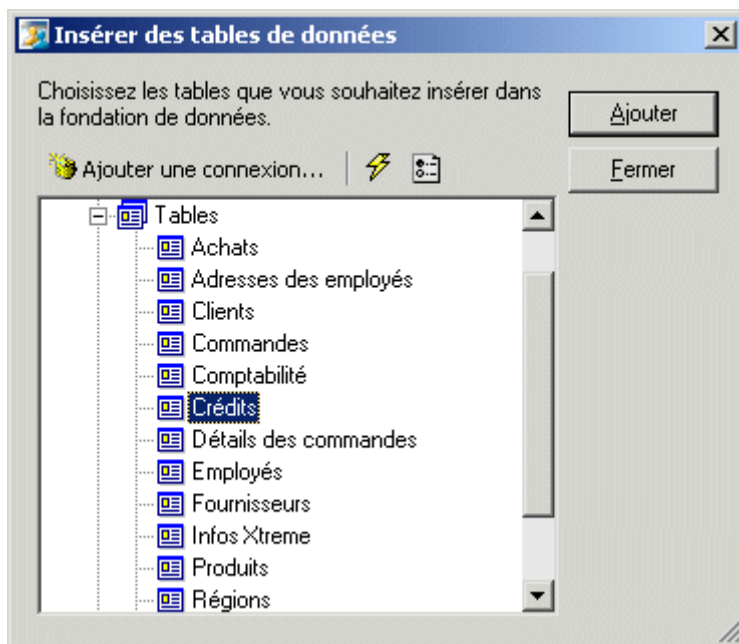 Insérer des tables de données
Choisissez les tables que vous souhaitez insérer dans
la fondation de données.
Ajouter
Fermer
Ajouter une connexion...
Tables
Achats
Adresses des employés
Clients
Commandes
Comptabilité
Crédits
Détails des commandes
Employés
Fournisseurs
Infos Xtreme
Produits
Régions